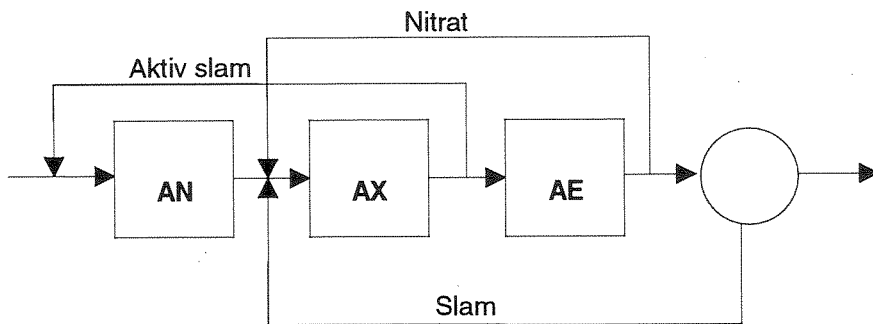 Nitrat
Aktiv slam
AN
AX
AE
Slam